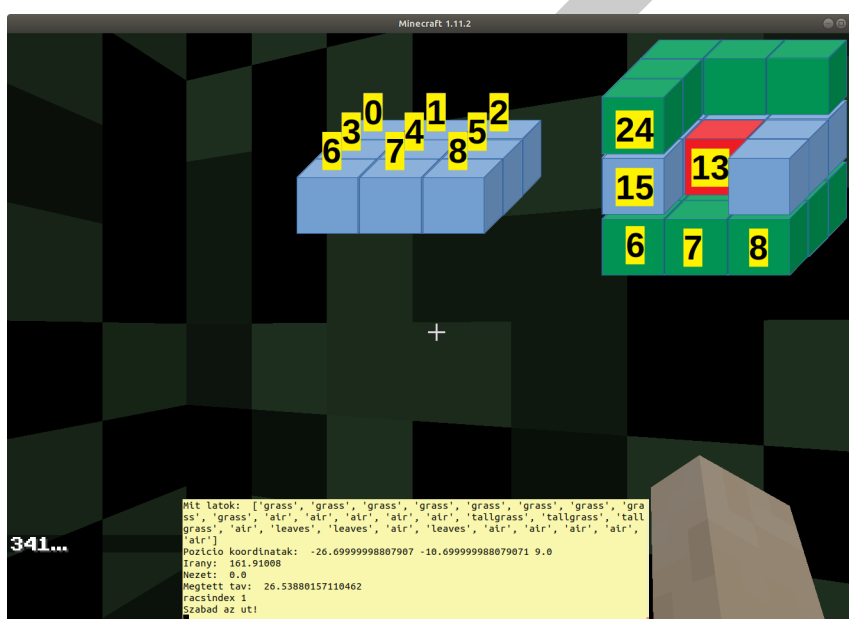 Minecraft 1.11.2
0 1 2
3 4 5
6 7 8
24
15 13
6 7 8
341...
Mit latok:  ['grass', 'grass', 'grass', 'grass', 'grass', 'grass', 'grass', 'gra
ss', 'grass', 'air', 'air', 'air', 'air', 'air', 'tallgrass', 'tallgrass', 'tall
grass', 'air', 'leaves', 'leaves', 'air', 'leaves', 'air', 'air', 'air', 'air',
'air']
Pozicio koordinatak:  -26.69999998807907 -10.699999988079071 9.0
Irany:  161.91008
Nezet:  0.0
Megtett tav:  26.53880157110462
racsindex 1
Szabad az ut!